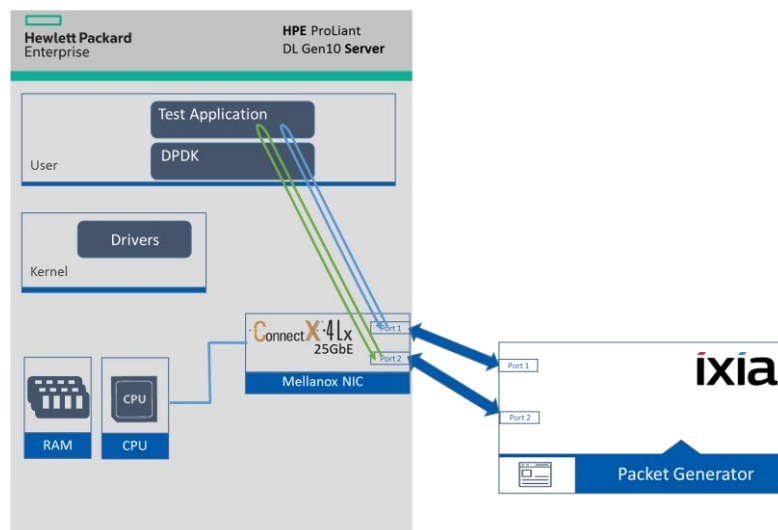 Hewlett Packard
Enterprise
HPE ProLiant
DL Gen10 Server
Test Application
DPDK
User
Drivers
Kernel
ConnectX·4Lx
25GbE
Port 1
Port 2
Mellanox NIC
CPU
RAM
CPU
ixia
Port 1
Port 2
Packet Generator